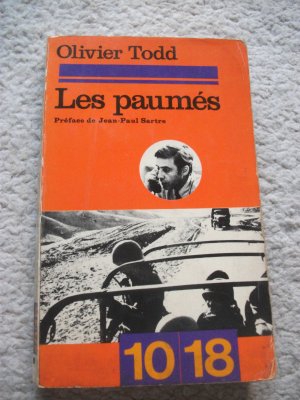 Olivier Todd
Les paumés
Préface de Jean-Paul Sartre
10 18